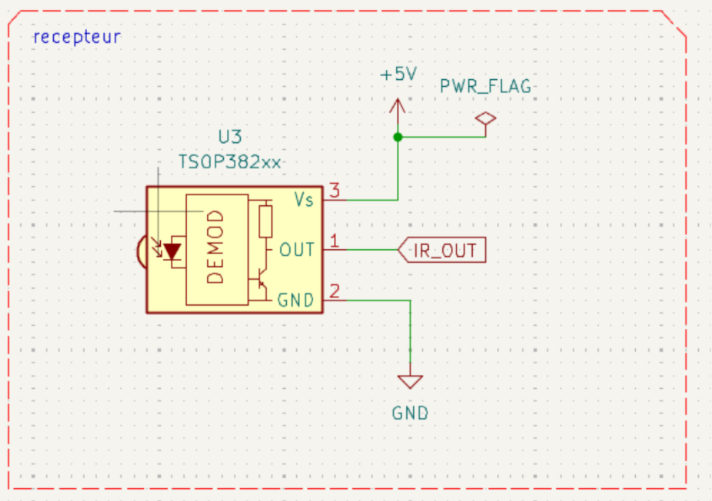 recepteur
+5V
PWR_FLAG
U3
TSOP382xx
DEMOD
Vs
3
OUT
1
IR_OUT
GND
2
GND